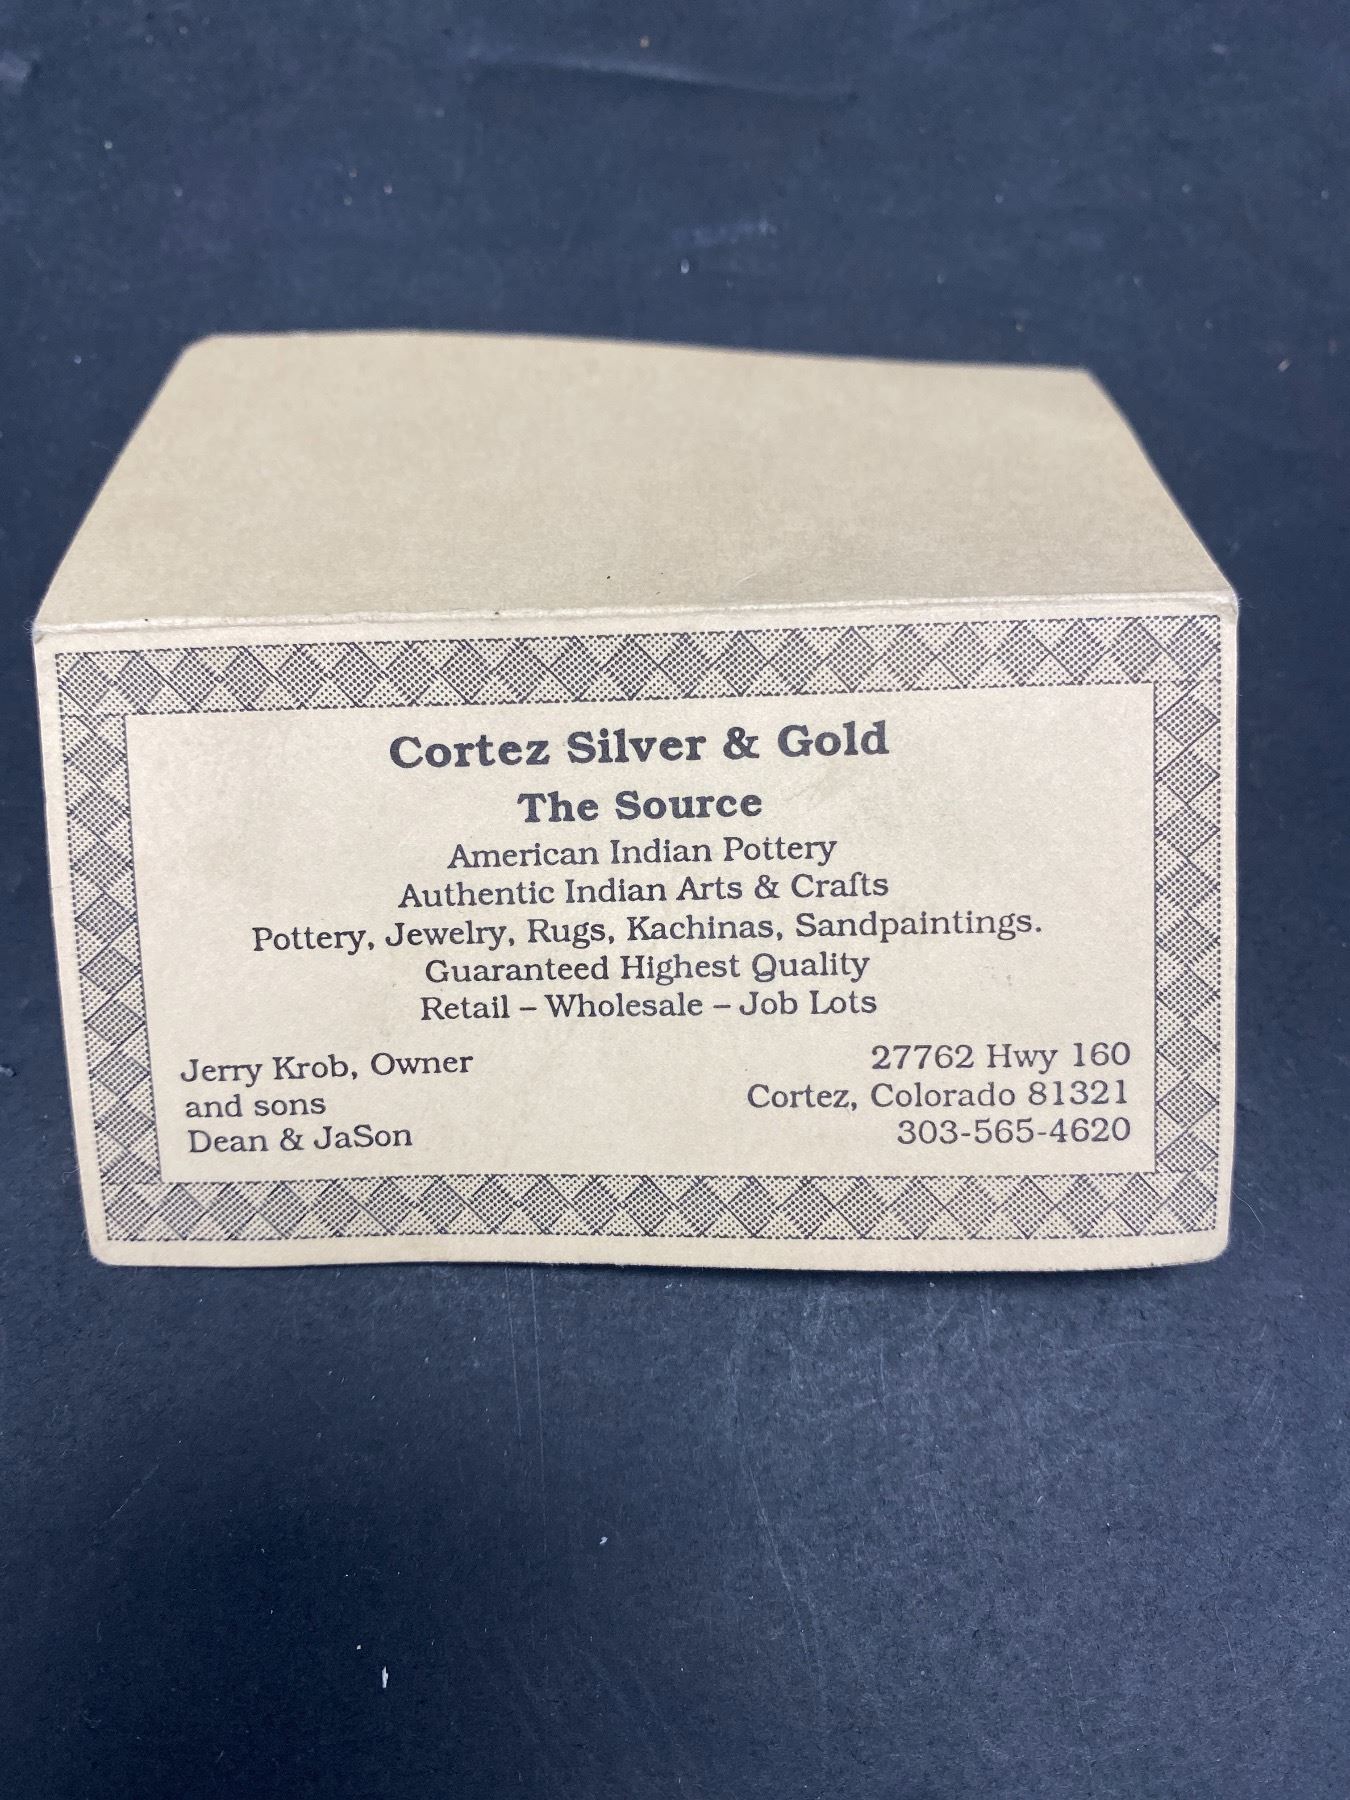 Cortez Silver & Gold
The Source
American Indian Pottery
Authentic Indian Arts & Crafts
Pottery, Jewelry, Rugs, Kachinas, Sandpaintings.
Guaranteed Highest Quality
Retail – Wholesale – Job Lots
Jerry Krob, Owner
and sons
Dean & JaSon
27762 Hwy 160
Cortez, Colorado 81321
303-565-4620